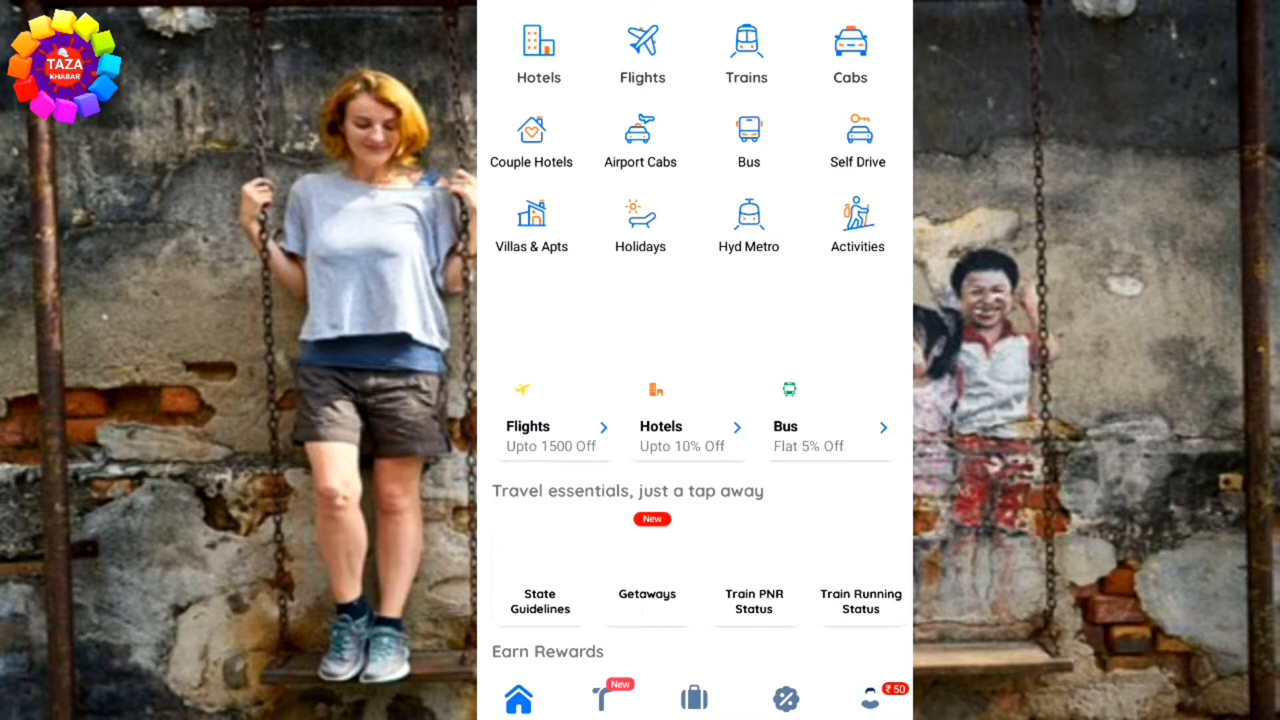 TAZA
KHABAR
Hotels
Flights
Trains
Cabs
Couple Hotels
Airport Cabs
Bus
Self Drive
Villas & Apts
Holidays
Hyd Metro
Activities
Flights
Upto 1500 Off
Hotels
Upto 10% Off
Bus
Flat 5% Off
Travel essentials, just a tap away
New
State
Guidelines
Getaways
Train PNR
Status
Train Running
Status
Earn Rewards
New
₹ 50